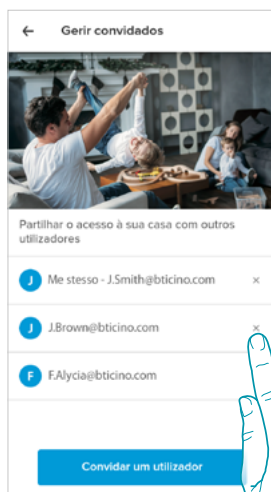 ← Gerir convidados
Partilhar o acesso à sua casa com outros
utilizadores
J Me stesso - J.Smith@bticino.com ×
J J.Brown@bticino.com ×
F F.Alycia@bticino.com
Convidar um utilizador